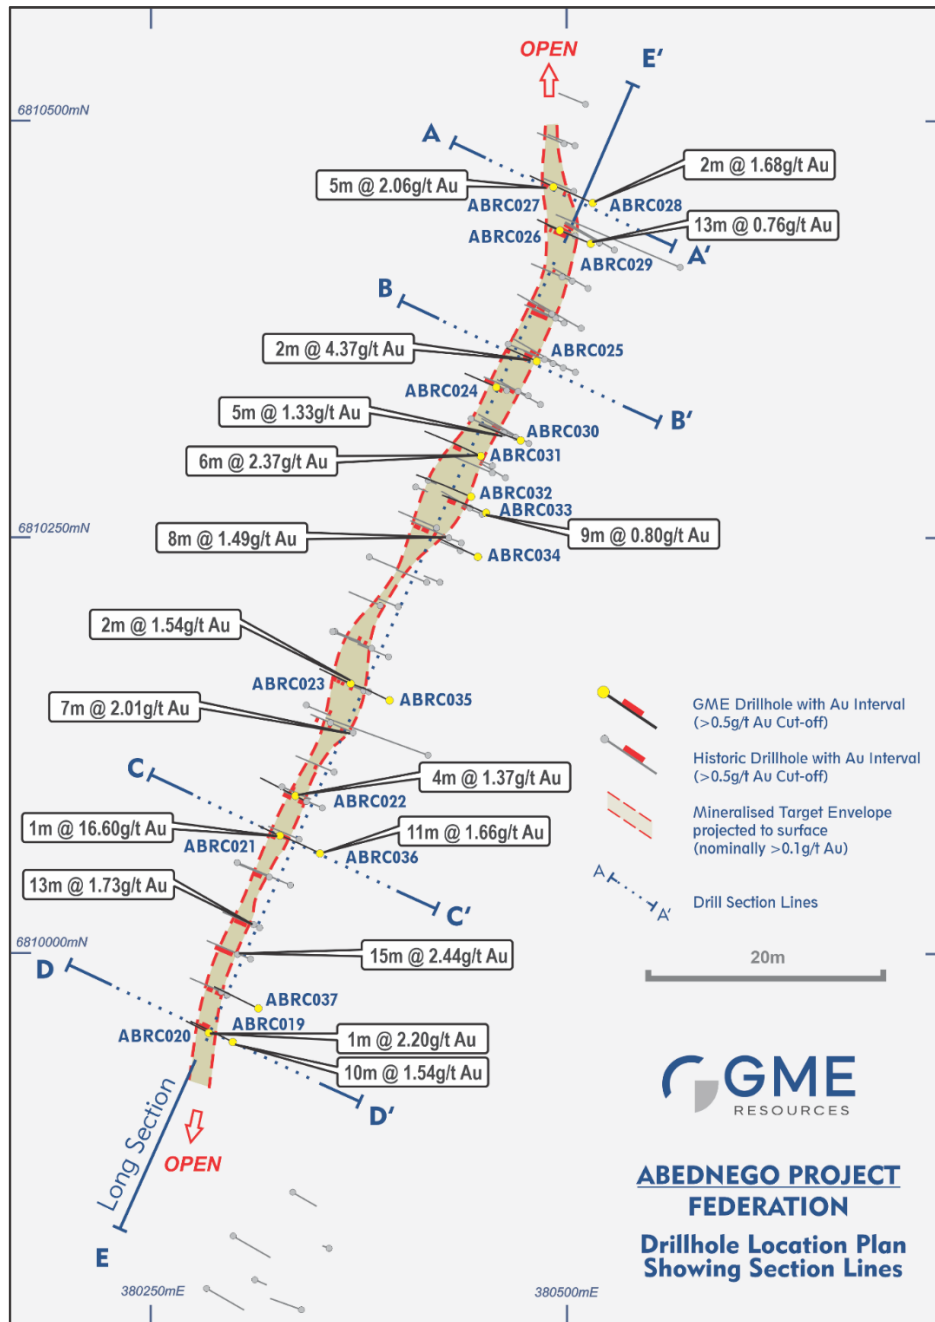 OPEN
E'
6810500mN
A
2m @ 1.68g/t Au
5m @ 2.06g/t Au
ABRC027
ABRC028
13m @ 0.76g/t Au
ABRC026
A'
ABRC029
B
2m @ 4.37g/t Au
ABRC025
ABRC024
B'
5m @ 1.33g/t Au
ABRC030
6m @ 2.37g/t Au
ABRC031
ABRC032
ABRC033
6810250mN
8m @ 1.49g/t Au
9m @ 0.80g/t Au
ABRC034
2m @ 1.54g/t Au
ABRC023
ABRC035
7m @ 2.01g/t Au
GME Drillhole with Au Interval
(>0.5g/t Au Cut-off)
Historic Drillhole with Au Interval
(>0.5g/t Au Cut-off)
Mineralised Target Envelope
projected to surface
(nominally >0.1g/t Au)
A
A'
Drill Section Lines
C
4m @ 1.37g/t Au
ABRC022
1m @ 16.60g/t Au
11m @ 1.66g/t Au
ABRC021
ABRC036
13m @ 1.73g/t Au
C'
6810000mN
15m @ 2.44g/t Au
20m
D
ABRC037
ABRC019
ABRC020
1m @ 2.20g/t Au
10m @ 1.54g/t Au
D'
Long Section
OPEN
E
GME
RESOURCES
ABEDNEGO PROJECT
FEDERATION
Drillhole Location Plan
Showing Section Lines
380250mE
380500mE